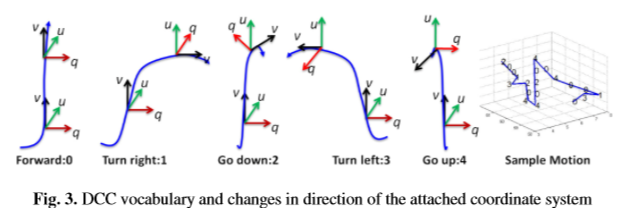 v u q v u q
u q v v u q
u q v v u q
u v q v u q
u q v v u q
Forward:0 Turn right:1 Go down:2 Turn left:3 Go up:4 Sample Motion
Fig. 3. DCC vocabulary and changes in direction of the attached coordinate system